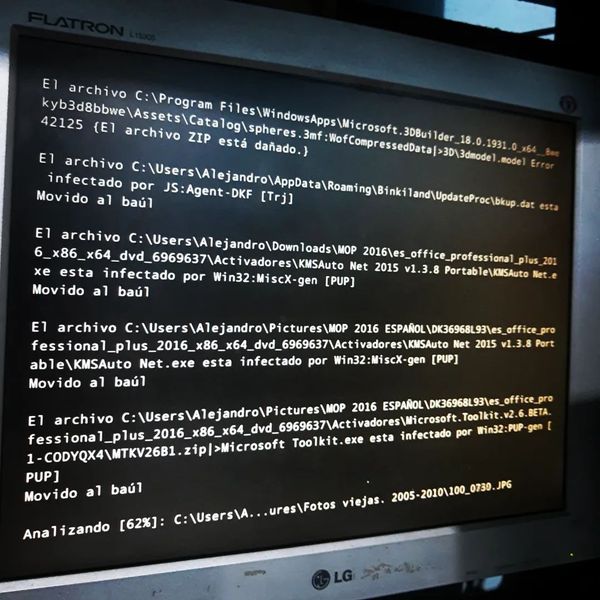 FLATRON
El archivo C:\Program Files\WindowsApps\Microsoft.3DBuilder_18.0.1931.0_x64__8we
kyb3d8bbwe\Assets\Catalog\spheres.3mf:WofCompressedData|>3D\3dmodel.model Error
42125 {El archivo ZIP está dañado.}
El archivo C:\Users\Alejandro\AppData\Roaming\Binkiland\UpdateProc\bkup.dat esta
infectado por JS:Agent-DKF [Trj]
Movido al baúl
El archivo C:\Users\Alejandro\Downloads\MOP 2016\es_office_professional_plus_201
6_x86_x64_dvd_6969637\Activadores\KMSAuto Net 2015 v1.3.8 Portable\KMSAuto Net.e
xe esta infectado por Win32:MiscX-gen [PUP]
Movido al baúl
El archivo C:\Users\Alejandro\Pictures\MOP 2016 ESPAÑOL\DK36968L93\es_office_pro
fessional_plus_2016_x86_x64_dvd_6969637\Activadores\KMSAuto Net 2015 v1.3.8 Port
able\KMSAuto Net.exe esta infectado por Win32:MiscX-gen [PUP]
Movido al baúl
El archivo C:\Users\Alejandro\Pictures\MOP 2016 ESPAÑOL\DK36968L93\es_office_pro
fessional_plus_2016_x86_x64_dvd_6969637\Activadores\Microsoft.Toolkit.v2.6.BETA.
1-CODYQX4\MTKV26B1.zip|>Microsoft Toolkit.exe esta infectado por Win32:PUP-gen [
PUP]
Movido al baúl
Analizando [62%]: C:\Users\A...ures\Fotos viejas. 2005-2010\100_0730.JPG
LG